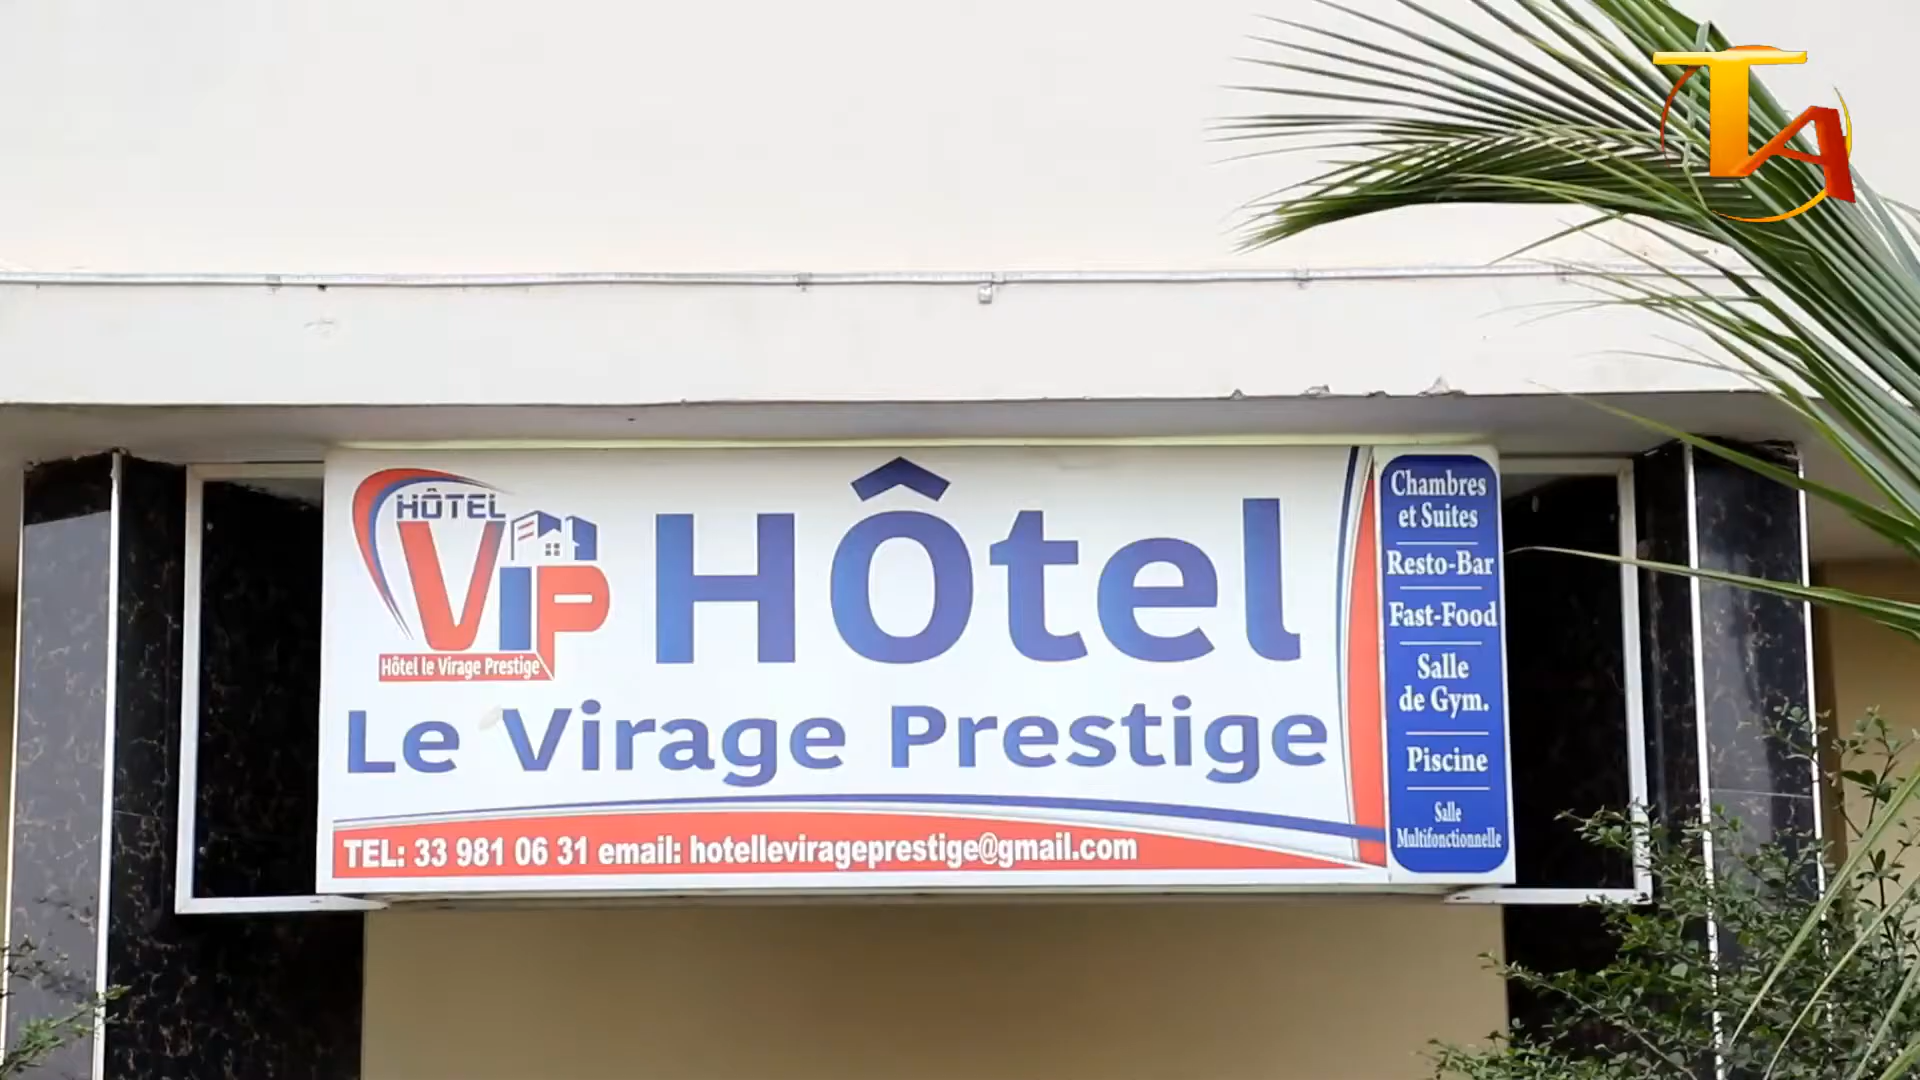 HÔTEL
VIP
Hôtel le Virage Prestige
HÔtel
Le Virage Prestige
TEL: 33 981 06 31 email: hotellevirageprestige@gmail.com
Chambres
et Suites
Resto-Bar
Fast-Food
Salle
de Gym.
Piscine
Salle
Multifonctionnelle
TA